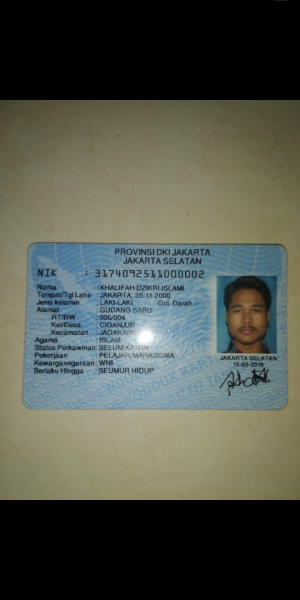 PROVINSI DKI JAKARTA
JAKARTA SELATAN
NIK : 3174092511000002
Nama : KHALIFAH DZIKRI ISLAMI
Tempat/Tgl Lahir : JAKARTA, 25-11-2000
Jenis kelamin : LAKI-LAKI Gol. Darah : -
Alamat : GUDANG BARU
RT/RW : 006/004
Kel/Desa : CIGANJUR
Kecamatan : JAGAKARSA
Agama : ISLAM
Status Perkawinan: BELUM KAWIN
Pekerjaan : PELAJAR/MAHASISWA
Kewarganegaraan: WNI
Berlaku Hingga : SEUMUR HIDUP
JAKARTA SELATAN
15-03-2018